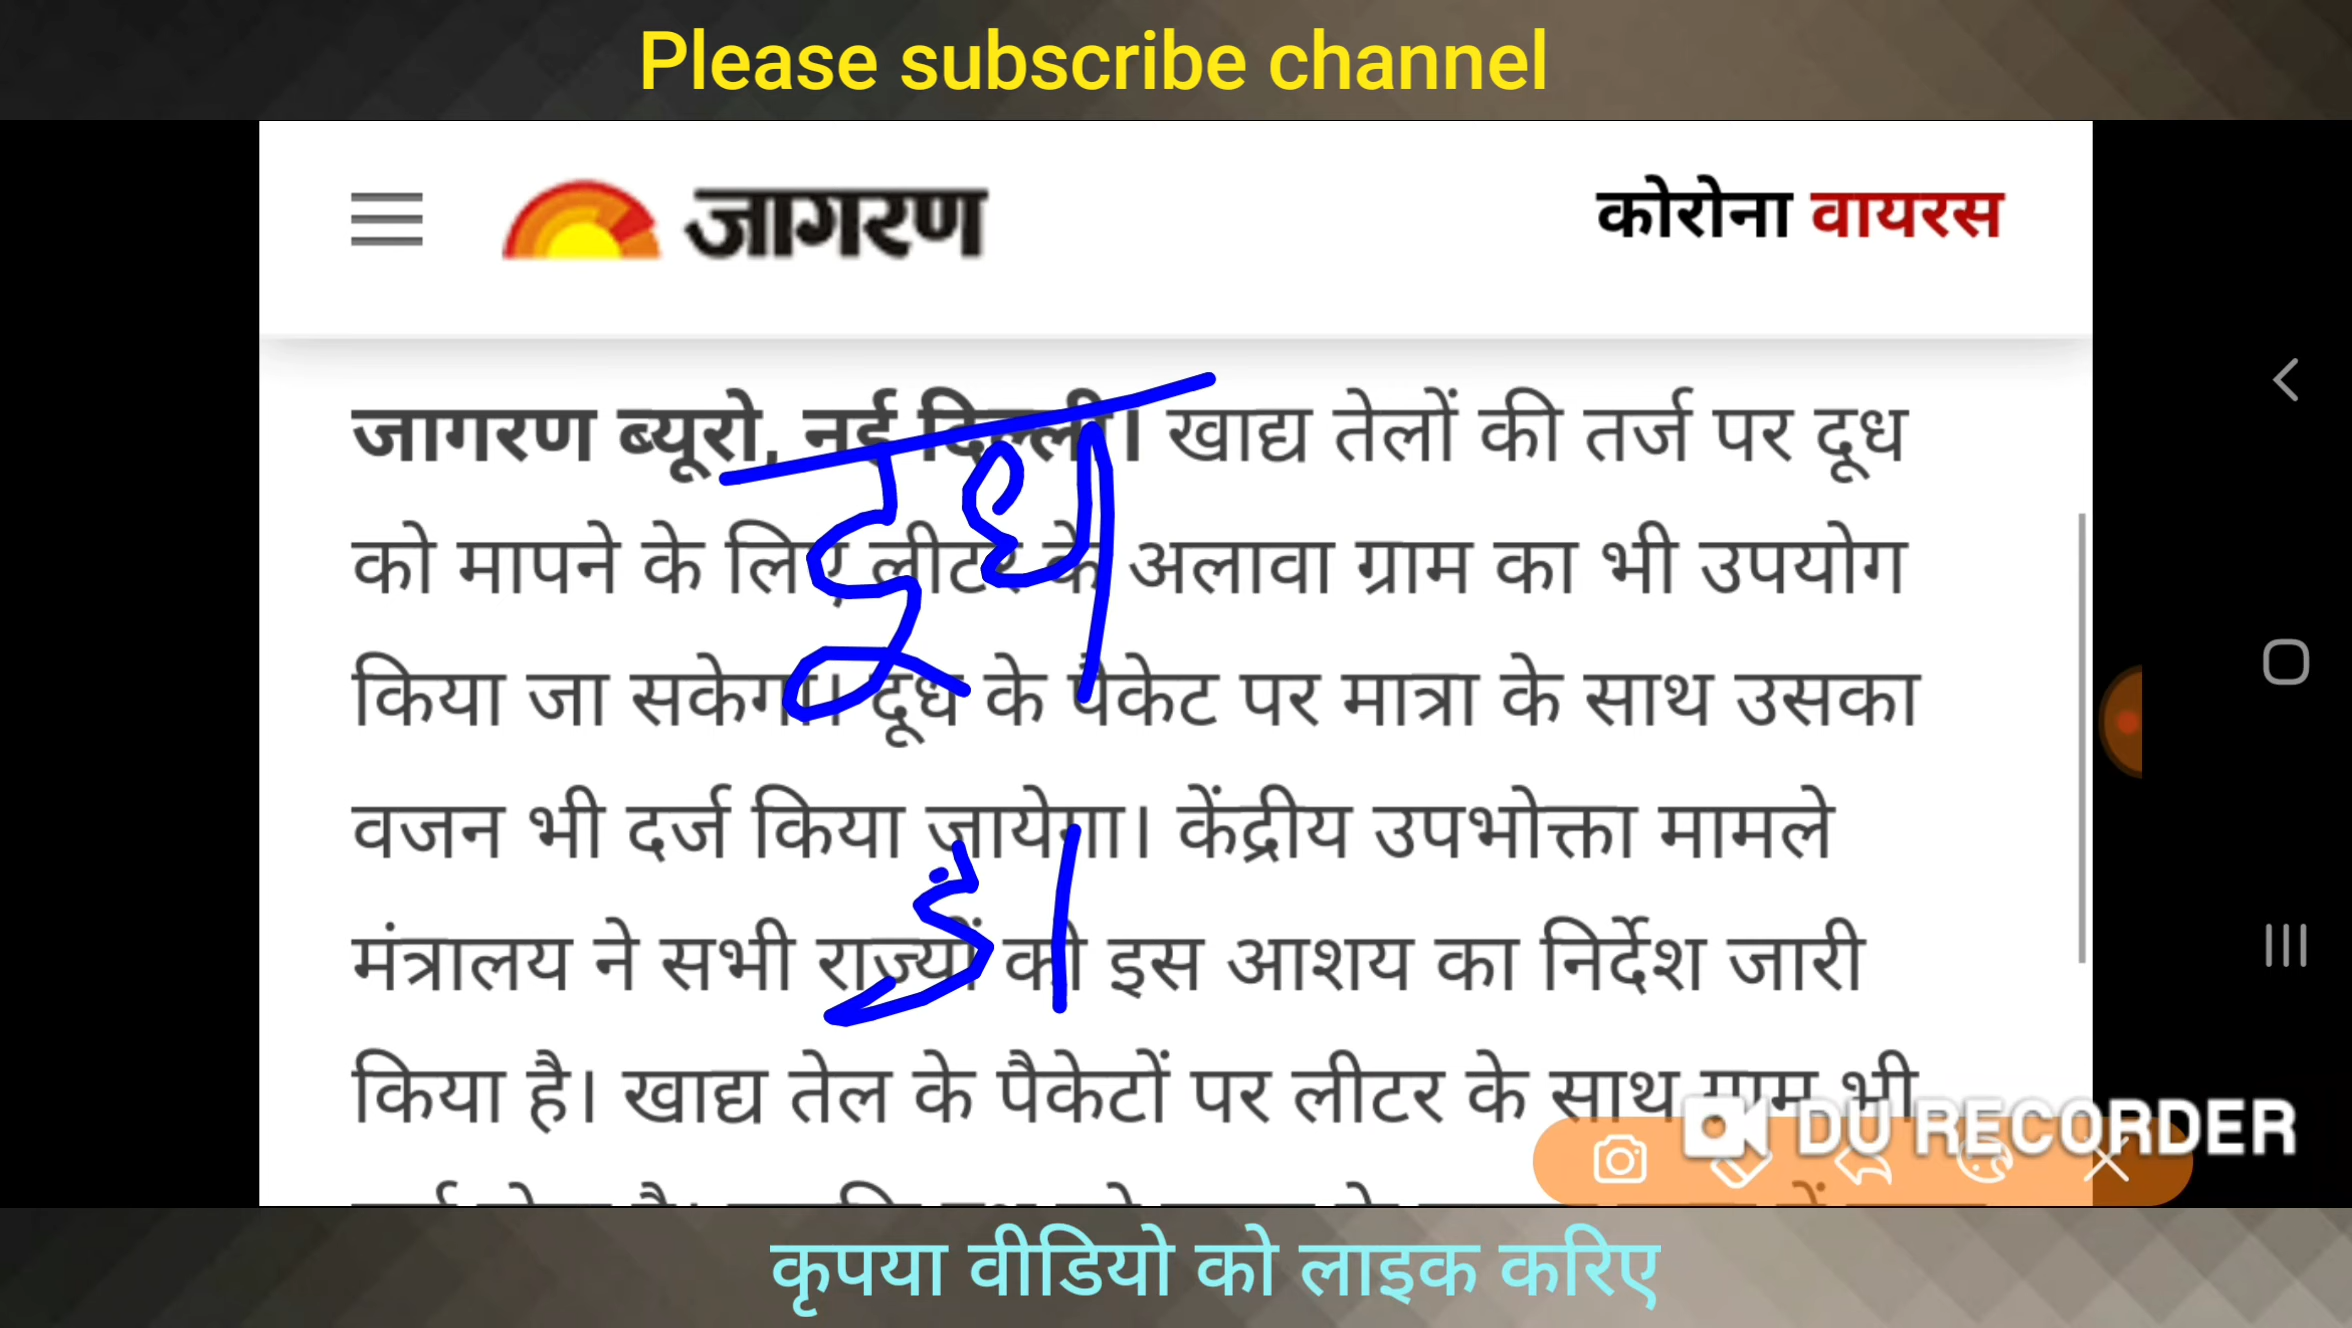 Please subscribe channel
जागरण
कोरोना वायरस
जागरण ब्यूरो, नई दिल्ली। खाद्य तेलों की तर्ज पर दूध
को मापने के लिए लीटर के अलावा ग्राम का भी उपयोग
किया जा सकेगा। दूध के पैकेट पर मात्रा के साथ उसका
वजन भी दर्ज किया जायेगा। केंद्रीय उपभोक्ता मामले
मंत्रालय ने सभी राज्यों को इस आशय का निर्देश जारी
किया है। खाद्य तेल के पैकेटों पर लीटर के साथ ग्राम भी
दूध
DU RECORDER
कृपया वीडियो को लाइक करिए